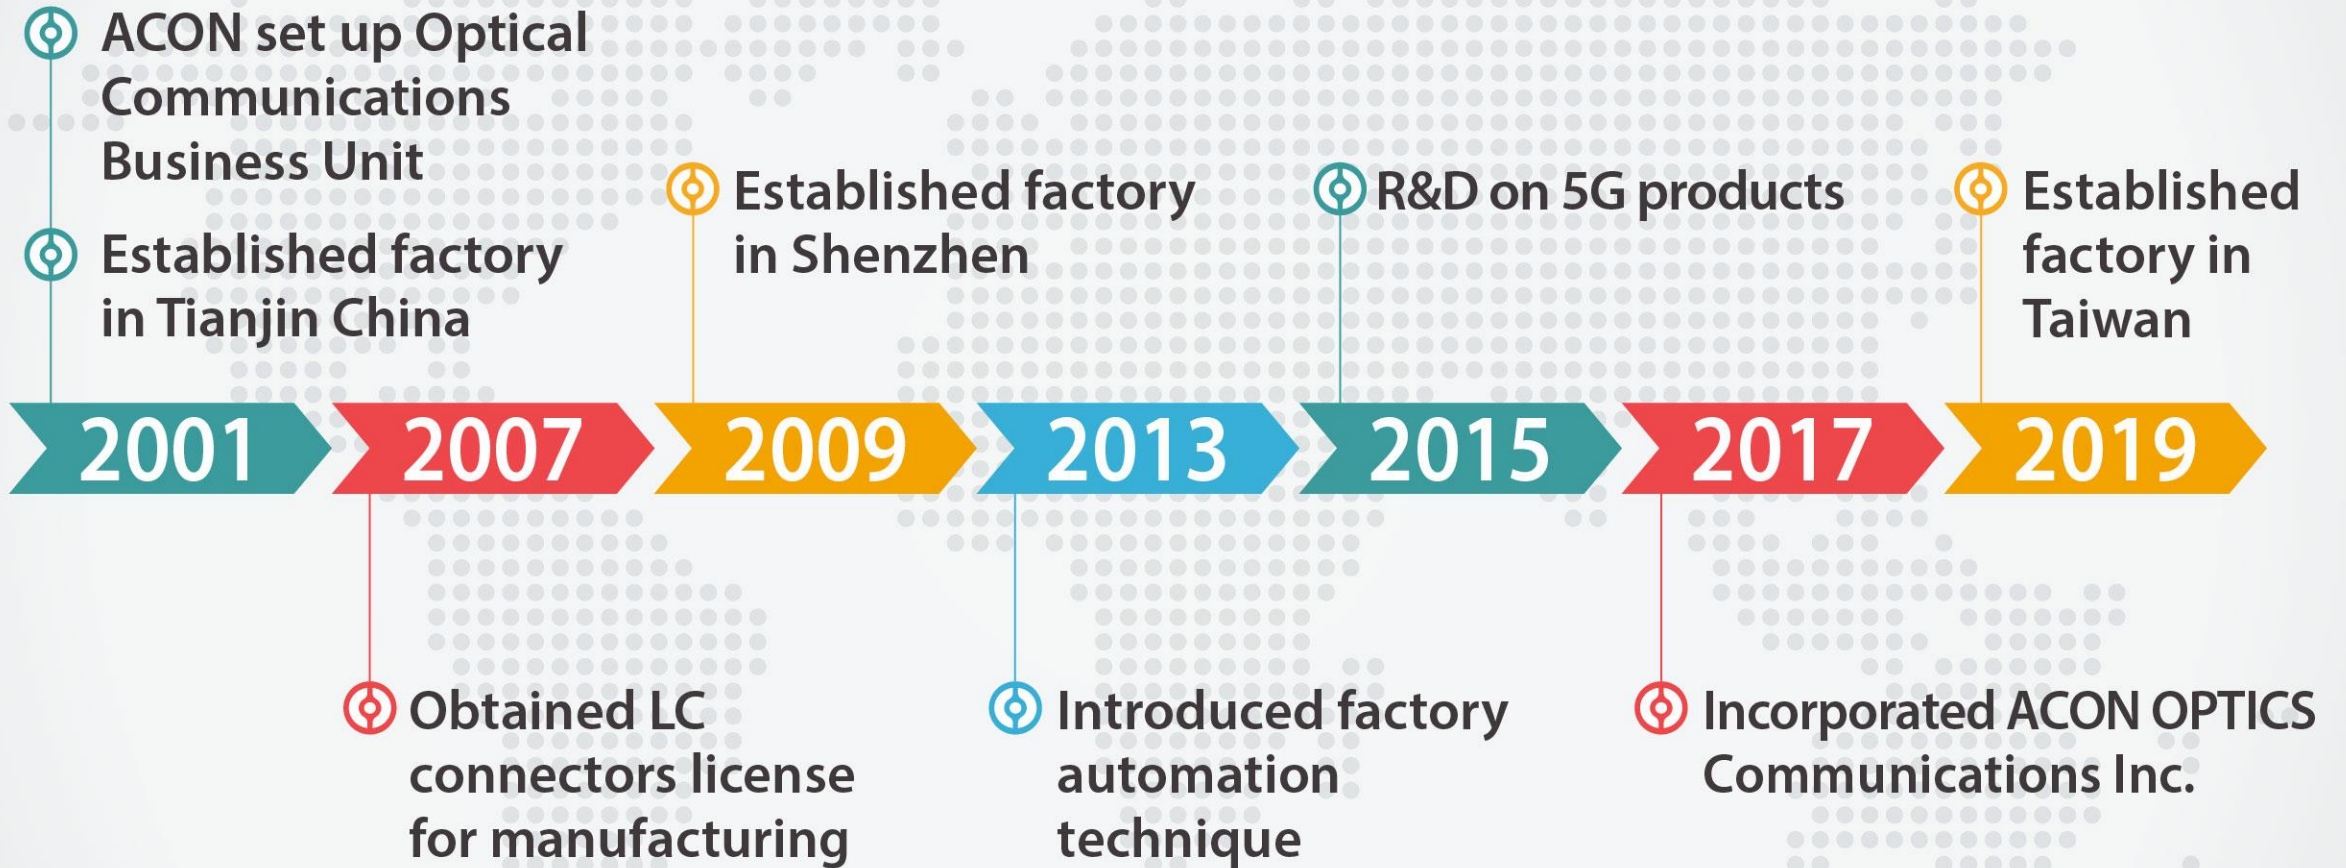 ACON set up Optical
Communications
Business Unit
Established factory
in Tianjin China
Established factory
in Shenzhen
R&D on 5G products
Established
factory in
Taiwan
2001
2007
2009
2013
2015
2017
2019
Obtained LC
connectors license
for manufacturing
Introduced factory
automation
technique
Incorporated ACON OPTICS
Communications Inc.